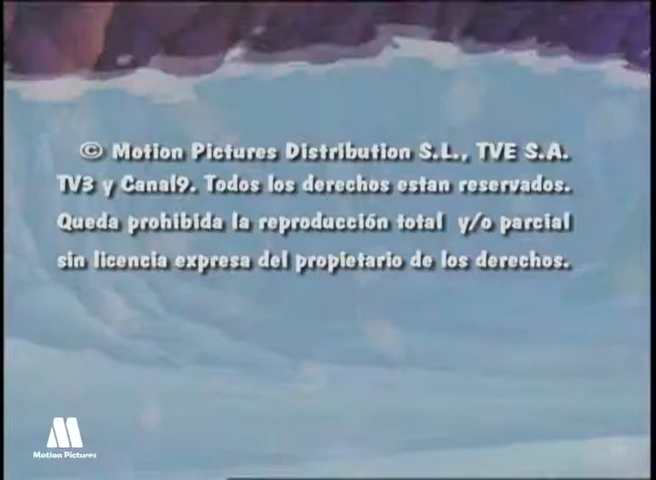 © Motion Pictures Distribution S.L., TVE S.A.
TV3 y Canal9. Todos los derechos estan reservados.
Queda prohibida la reproducción total y/o parcial
sin licencia expresa del propietario de los derechos.
Motion Pictures